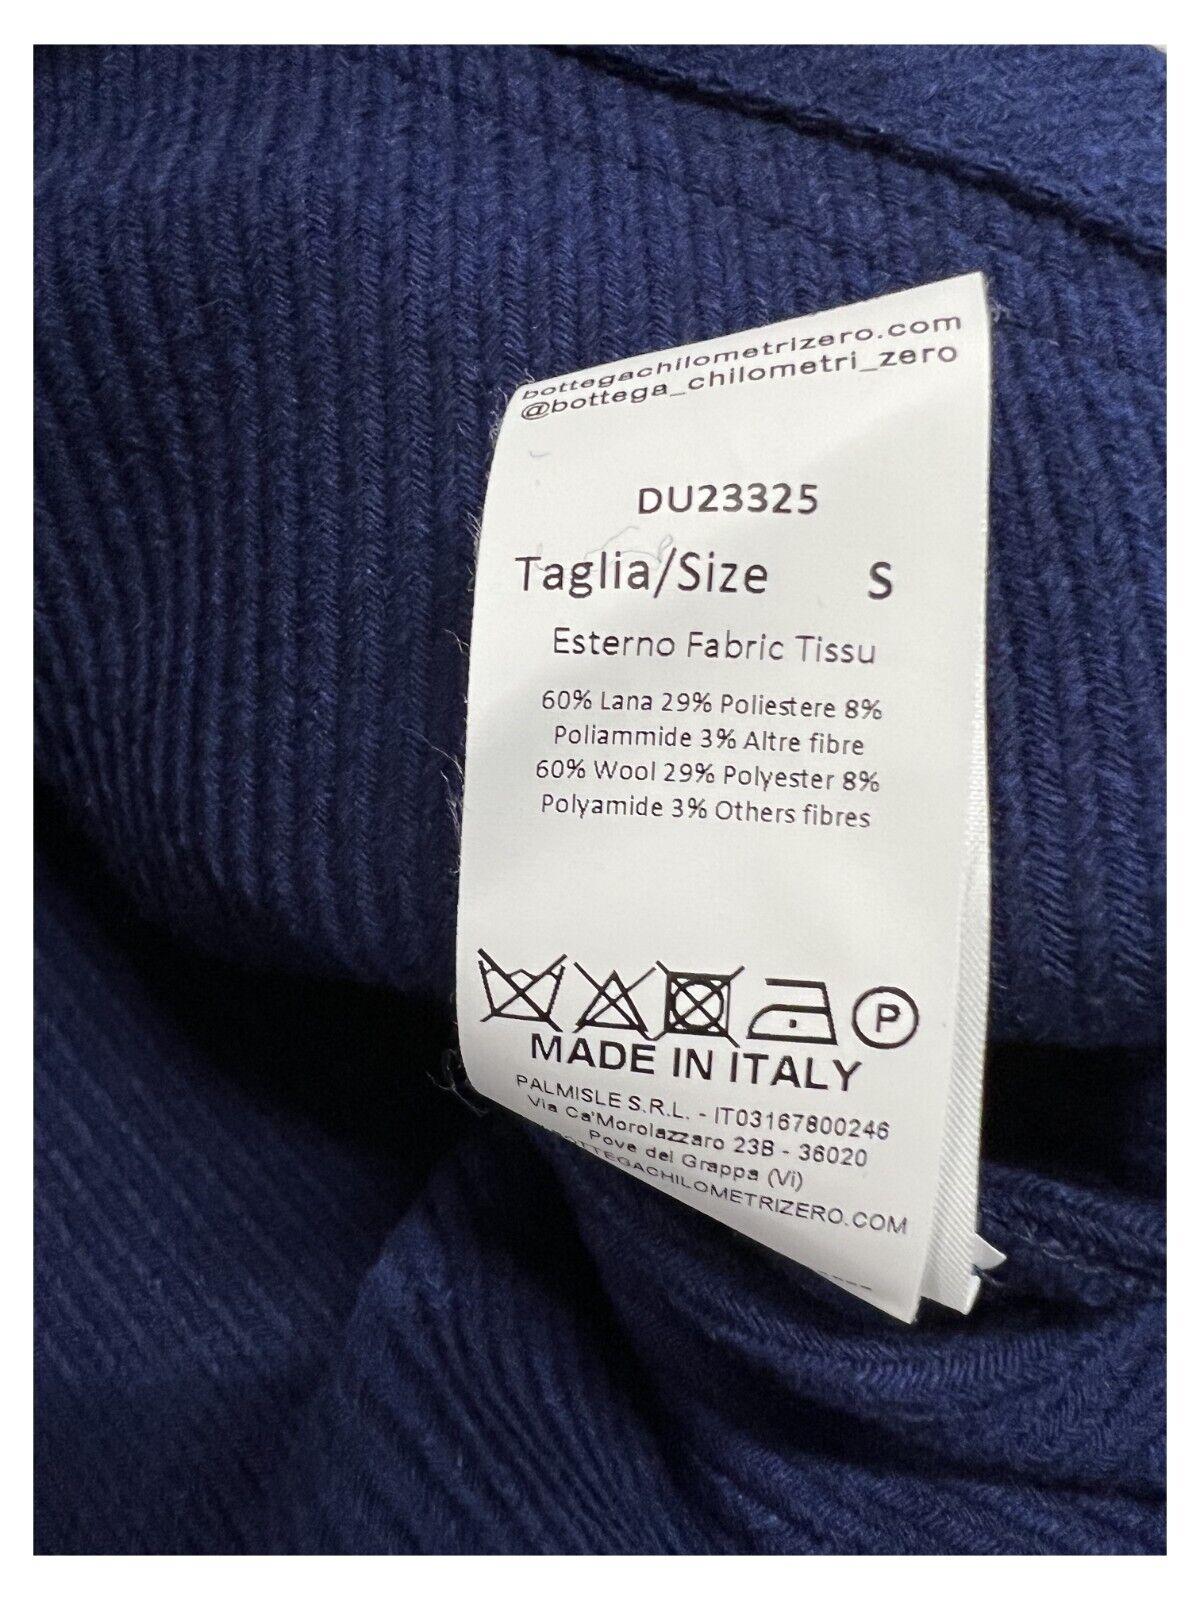 bottegachilometrizero.com
@bottega_chilometri_zero
DU23325
Taglia/Size S
Esterno Fabric Tissu
60% Lana 29% Poliestere 8%
Poliammide 3% Altre fibre
60% Wool 29% Polyester 8%
Polyamide 3% Others fibres
P
MADE IN ITALY
PALMISLE S.R.L. - IT03167800246
Via Ca'Morolazzaro 23B - 36020
Pove del Grappa (Vi)
BOTTEGACHILOMETRIZERO.COM